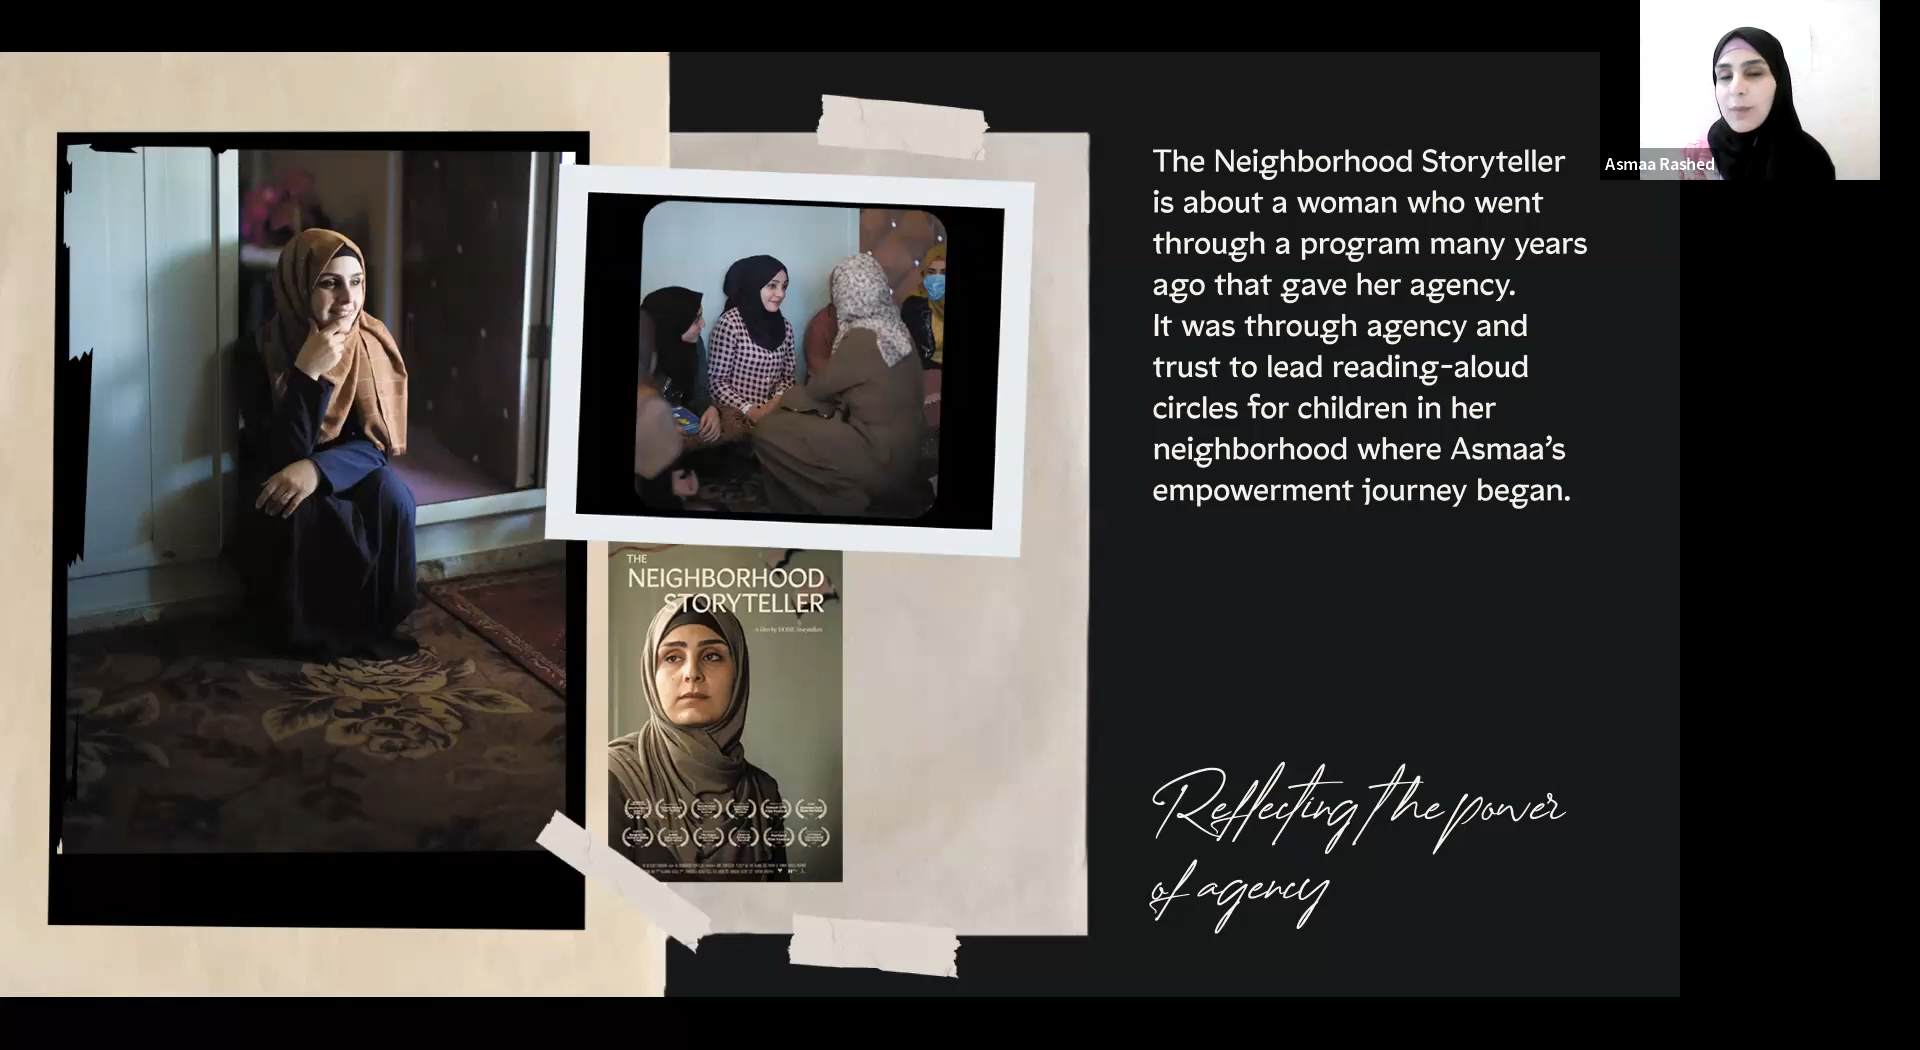 Asmaa Rashed
The Neighborhood Storyteller
is about a woman who went
through a program many years
ago that gave her agency.
It was through agency and
trust to lead reading-aloud
circles for children in her
neighborhood where Asmaa's
empowerment journey began.
THE
NEIGHBORHOOD
STORYTELLER
Reflecting the power
of agency